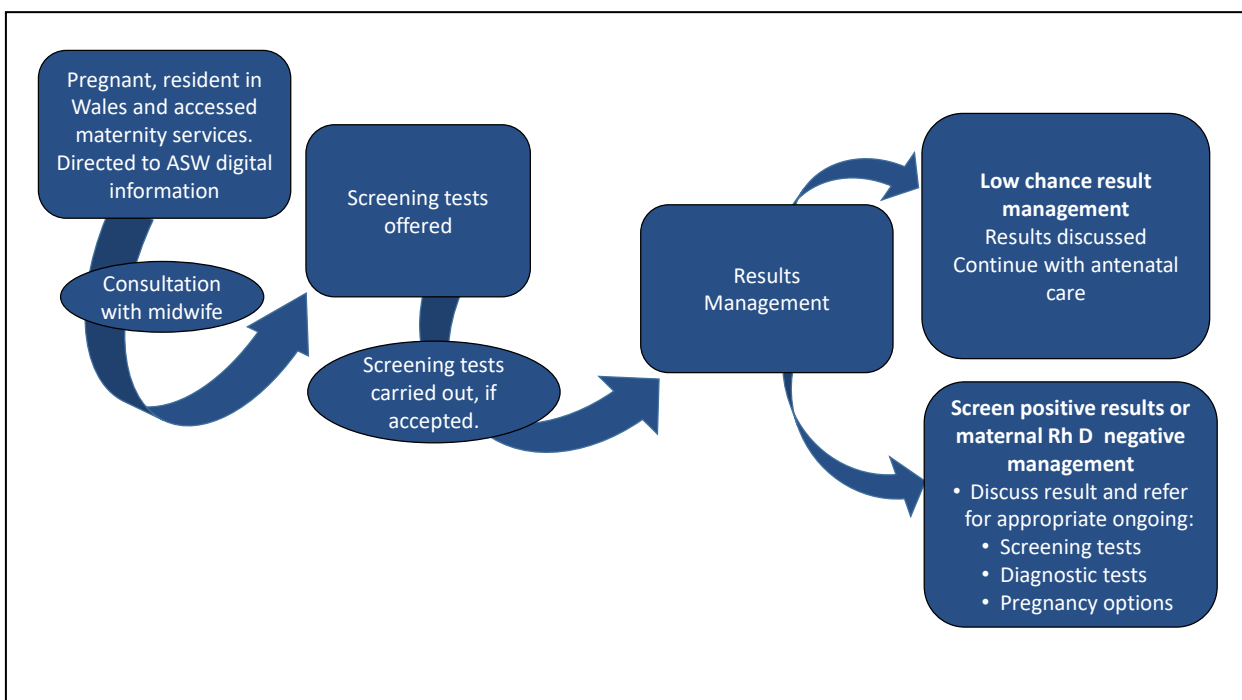 Pregnant, resident in
Wales and accessed
maternity services.
Directed to ASW digital
information
Consultation
with midwife
Screening tests
offered
Screening tests
carried out, if
accepted.
Results
Management
Low chance result
management
Results discussed
Continue with antenatal
care
Screen positive results or
maternal Rh D  negative
management
• Discuss result and refer
for appropriate ongoing:
• Screening tests
• Diagnostic tests
• Pregnancy options